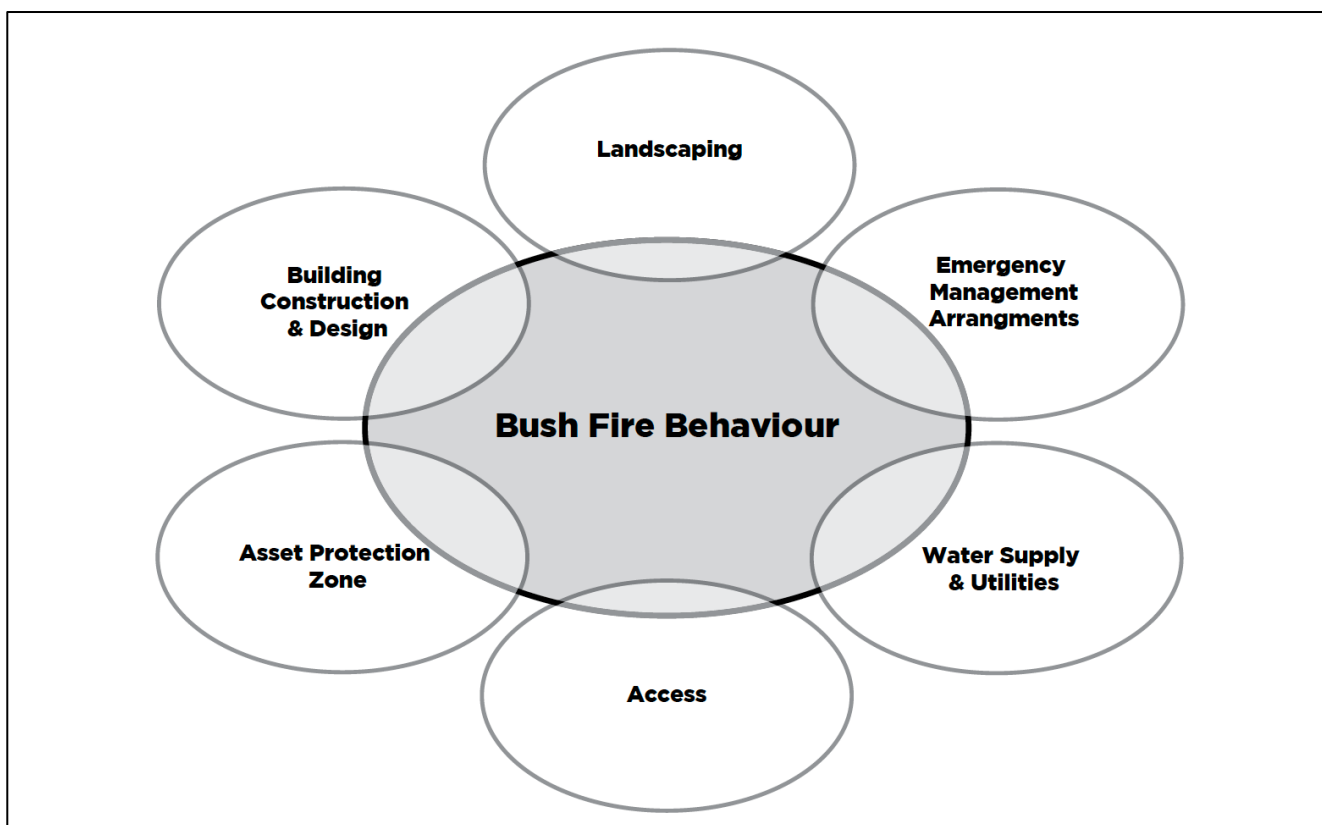 Landscaping
Building
Construction
& Design
Emergency
Management
Arrangments
Bush Fire Behaviour
Asset Protection
Zone
Water Supply
& Utilities
Access